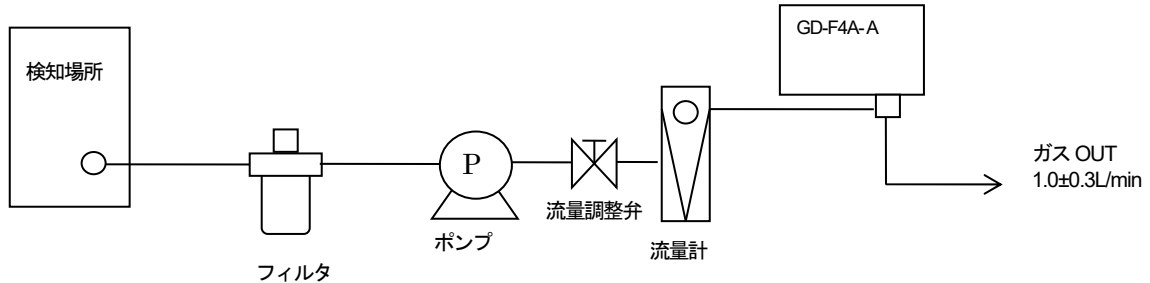 検知場所
フィルタ
P
ポンプ
流量調整弁
流量計
GD-F4A-A
ガス OUT
1.0±0.3L/min